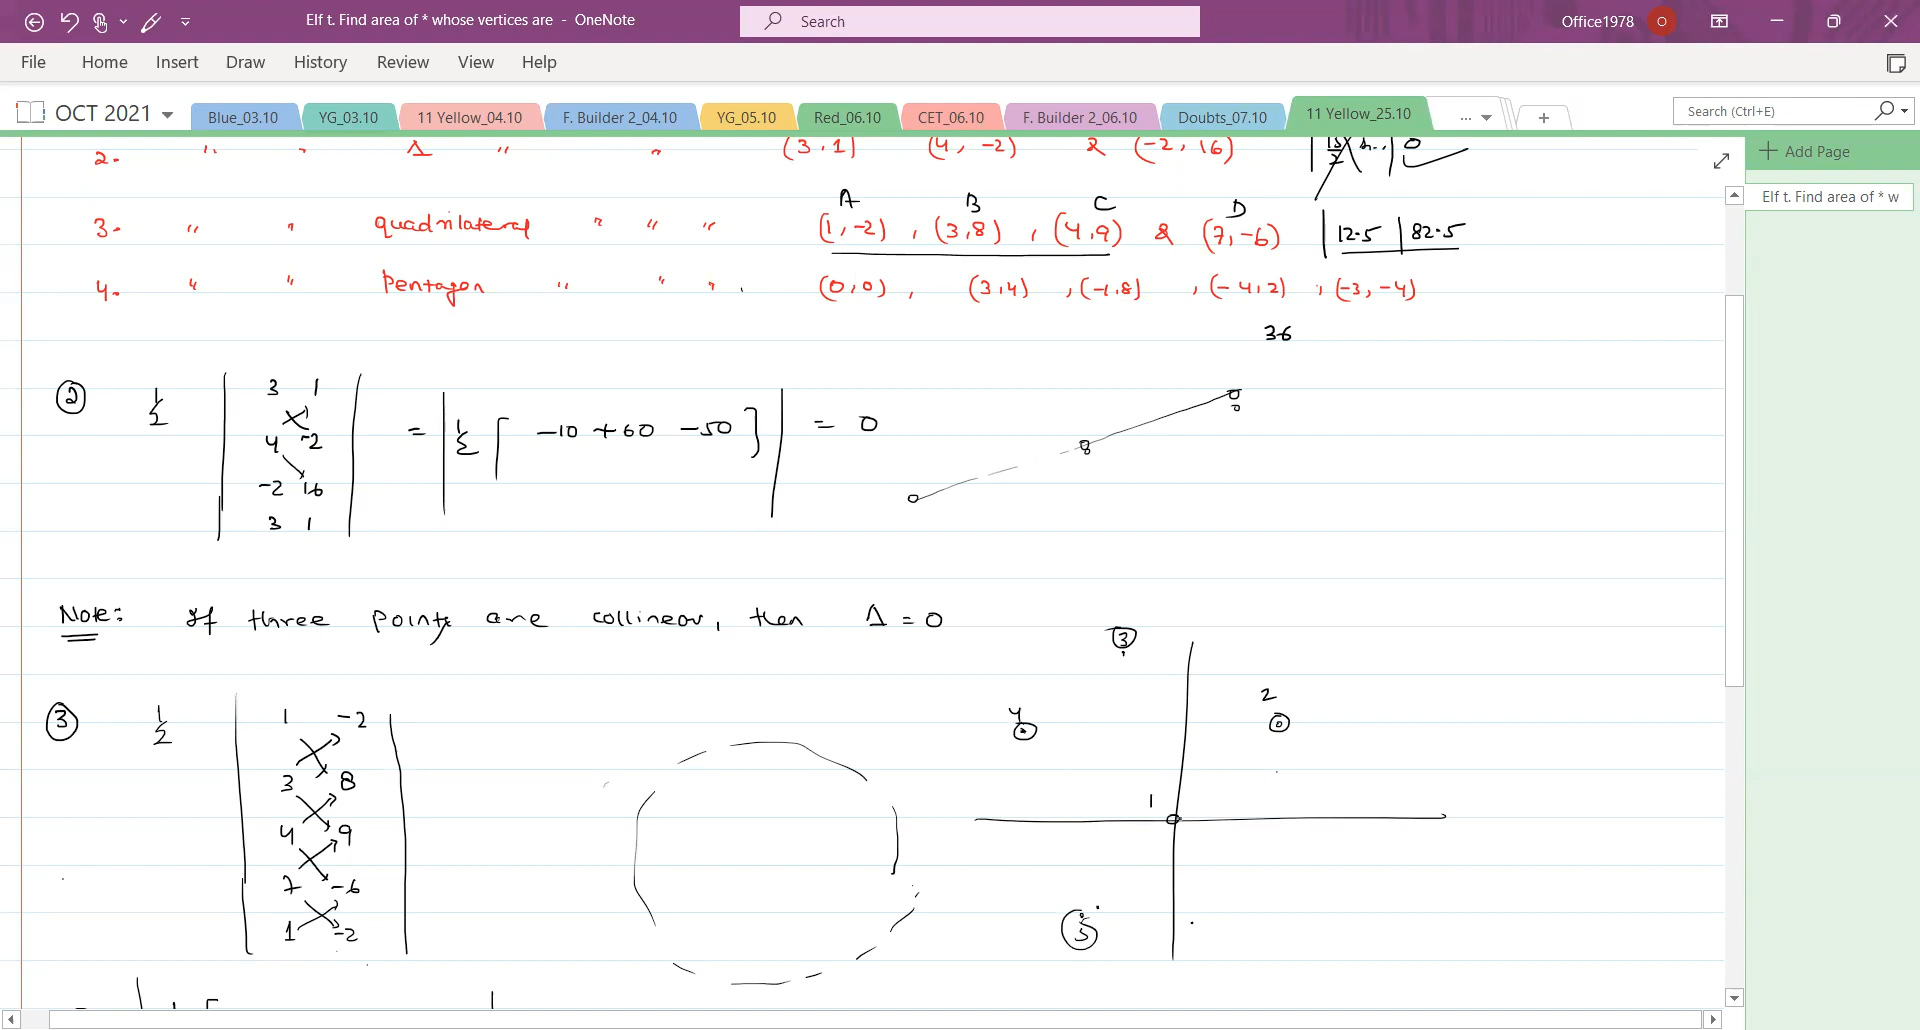 Elf t. Find area of * whose vertices are - OneNote
Search
Office1978
O
File Home Insert Draw History Review View Help
OCT 2021
Blue_03.10 YG_03.10 11 Yellow_04.10 F. Builder 2_04.10 YG_05.10 Red_06.10 CET_06.10 F. Builder 2_06.10 Doubts_07.10 11 Yellow_25.10 ... +
Search (Ctrl+E)
+ Add Page
Elf t. Find area of * w
2. " " Δ " " (3,1) (4,-2) & (-2,16) 0
A B C D
3. " " quadrilateral " " " (1,-2) , (3,8) , (4,9) & (7,-6) | 12.5 | 82.5
4. " " Pentagon " " " (0,0) , (3,4) , (-1,8) , (-4,2) , (-3,-4)
36
② 1/2 | 3 1
4 -2
-2 16
3 1 | = | 1/2 [ -10 +60 -50 ] | = 0
Note: If three points are collinear, then Δ = 0
③ 1/2 | 1 -2
3 8
4 9
7 -6
1 -2 |
3
2
4
1
5